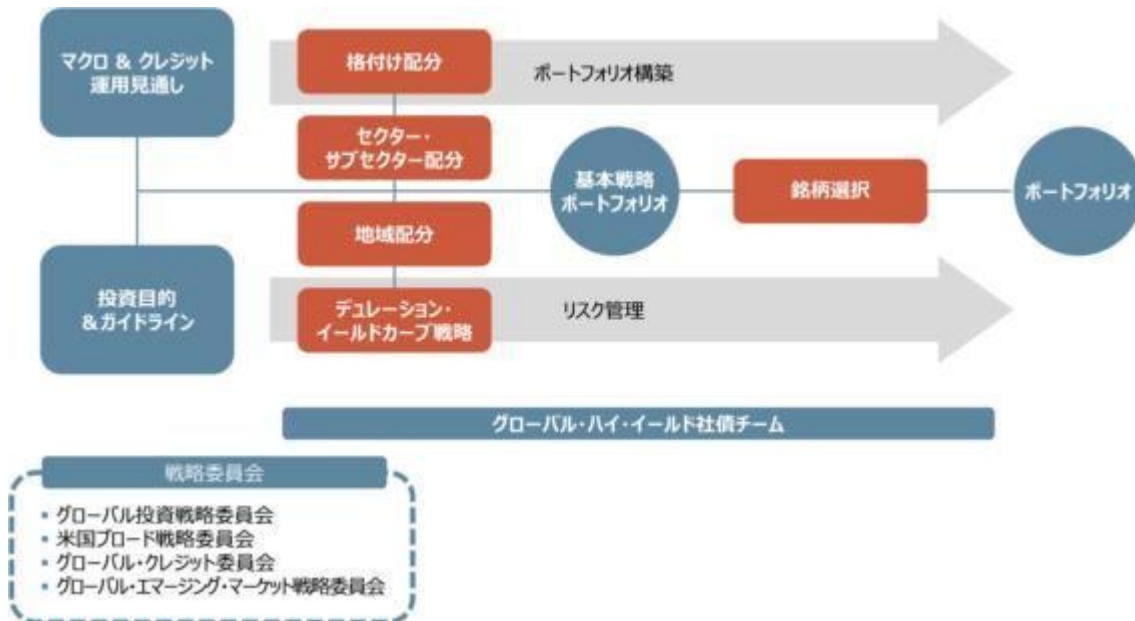 マクロ & クレジット
運用見通し
格付け配分
ポートフォリオ構築
セクター・
サブセクター配分
基本戦略
ポートフォリオ
銘柄選択
ポートフォリオ
地域配分
投資目的
&ガイドライン
デュレーション・
イールドカーブ戦略
リスク管理
グローバル・ハイ・イールド社債チーム
戦略委員会
▪ グローバル投資戦略委員会
▪ 米国ブロード戦略委員会
▪ グローバル・クレジット委員会
▪ グローバル・エマージング・マーケット戦略委員会